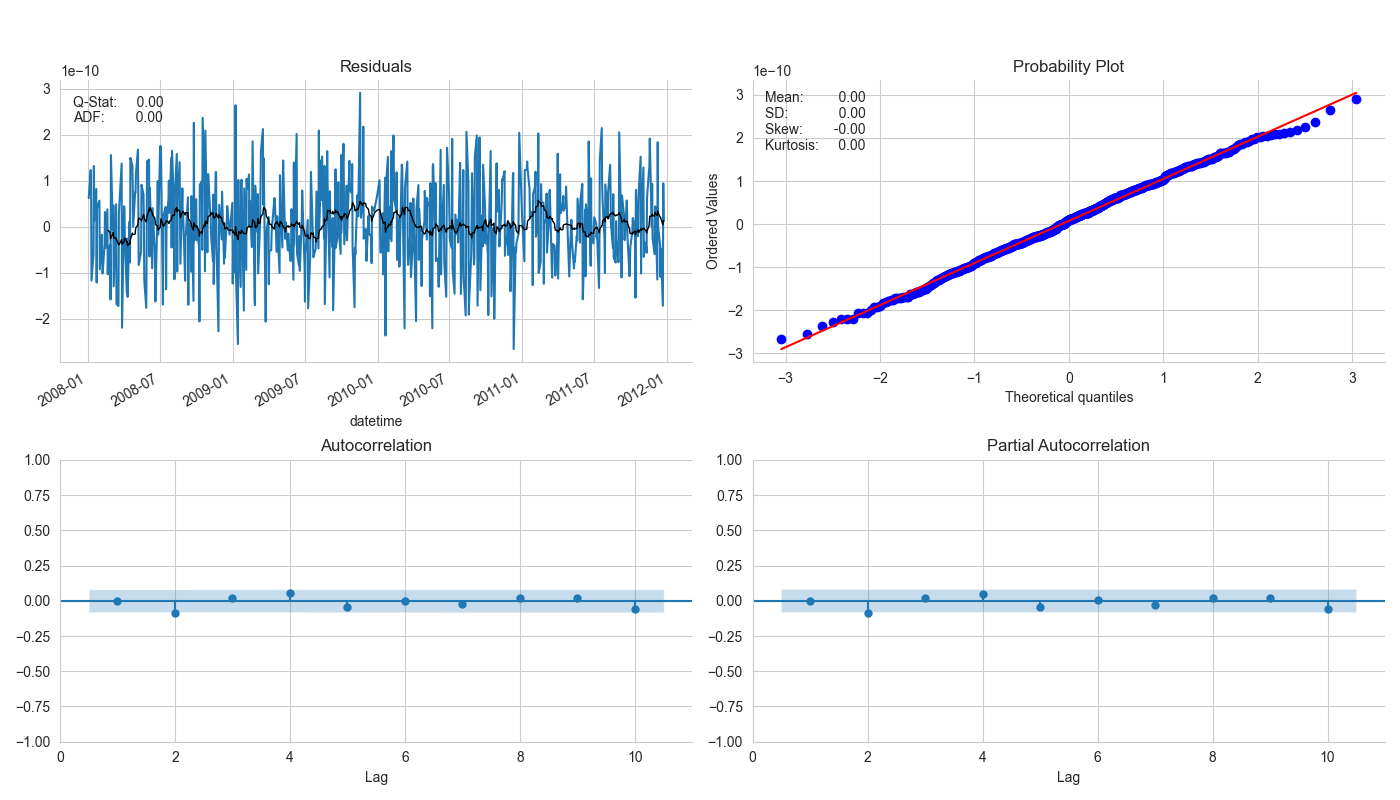 Residuals
1e−10
Q-Stat: 0.00
ADF: 0.00
3
2
1
0
−1
−2
2008-01
2008-07
2009-01
2009-07
2010-01
2010-07
2011-01
2011-07
2012-01
datetime
Probability Plot
1e−10
Mean: 0.00
SD: 0.00
Skew: -0.00
Kurtosis: 0.00
Ordered Values
3
2
1
0
−1
−2
−3
−3 −2 −1 0 1 2 3
Theoretical quantiles
Autocorrelation
1.00
0.75
0.50
0.25
0.00
−0.25
−0.50
−0.75
−1.00
0 2 4 6 8 10
Lag
Partial Autocorrelation
1.00
0.75
0.50
0.25
0.00
−0.25
−0.50
−0.75
−1.00
0 2 4 6 8 10
Lag